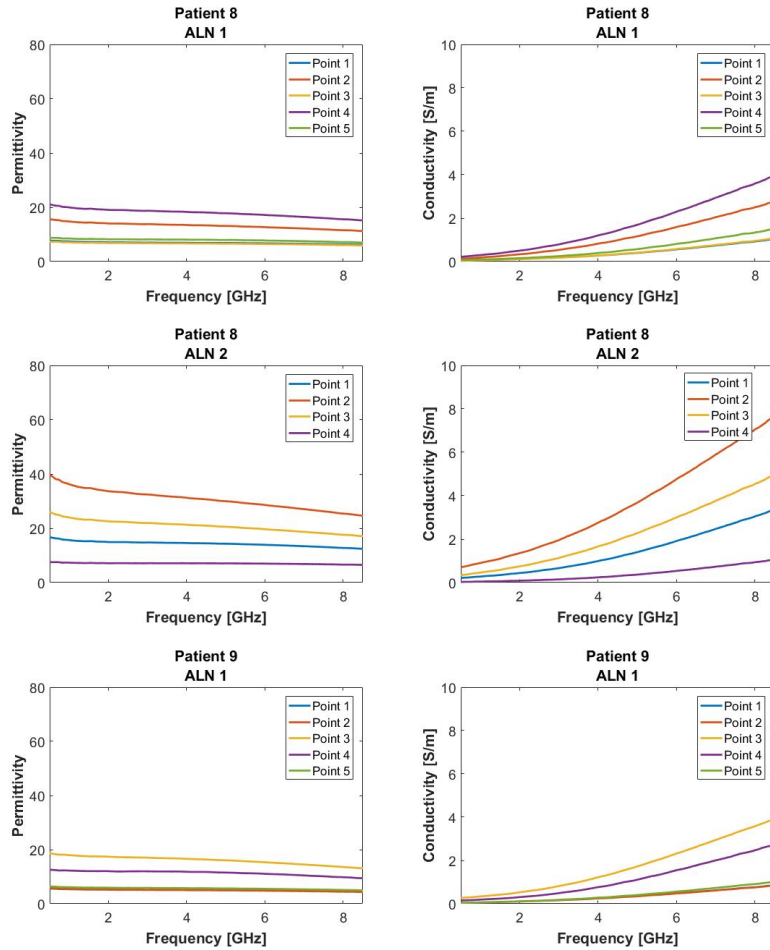 Patient 8
ALN 1
80
60
40
20
0
Permittivity
2
4
6
8
Frequency [GHz]
Point 1
Point 2
Point 3
Point 4
Point 5
Patient 8
ALN 1
10
8
6
4
2
0
Conductivity [S/m]
2
4
6
8
Frequency [GHz]
Point 1
Point 2
Point 3
Point 4
Point 5
Patient 8
ALN 2
80
60
40
20
0
Permittivity
2
4
6
8
Frequency [GHz]
Point 1
Point 2
Point 3
Point 4
Patient 8
ALN 2
10
8
6
4
2
0
Conductivity [S/m]
2
4
6
8
Frequency [GHz]
Point 1
Point 2
Point 3
Point 4
Patient 9
ALN 1
80
60
40
20
0
Permittivity
2
4
6
8
Frequency [GHz]
Point 1
Point 2
Point 3
Point 4
Point 5
Patient 9
ALN 1
10
8
6
4
2
0
Conductivity [S/m]
2
4
6
8
Frequency [GHz]
Point 1
Point 2
Point 3
Point 4
Point 5